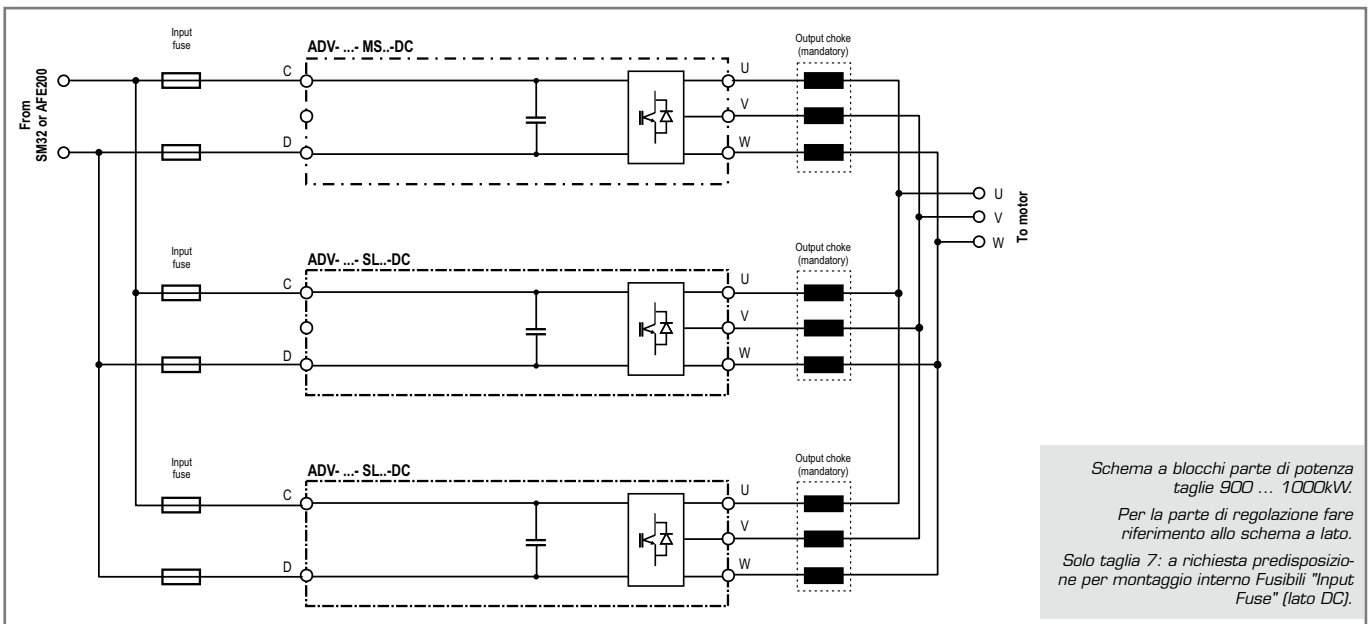 Input
fuse
ADV- ...- MS..-DC
Output choke
(mandatory)
From
SM32 or AFE200
C
D
U
V
W
U
V
W
To motor
Input
fuse
ADV- ...- SL..-DC
Output choke
(mandatory)
C
D
U
V
W
Input
fuse
ADV- ...- SL..-DC
Output choke
(mandatory)
C
D
U
V
W
Schema a blocchi parte di potenza
taglie 900 ... 1000kW.
Per la parte di regolazione fare
riferimento allo schema a lato.
Solo taglia 7: a richiesta predisposizio-
ne per montaggio interno Fusibili "Input
Fuse" (lato DC).